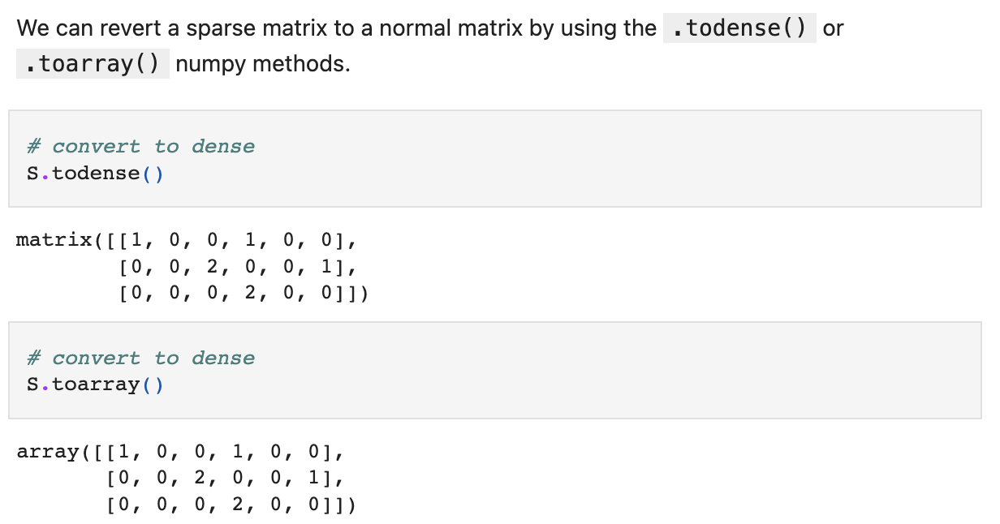 We can revert a sparse matrix to a normal matrix by using the .todense() or
.toarray() numpy methods.
# convert to dense
S.todense()
matrix([[1, 0, 0, 1, 0, 0],
        [0, 0, 2, 0, 0, 1],
        [0, 0, 0, 2, 0, 0]])
# convert to dense
S.toarray()
array([[1, 0, 0, 1, 0, 0],
       [0, 0, 2, 0, 0, 1],
       [0, 0, 0, 2, 0, 0]])